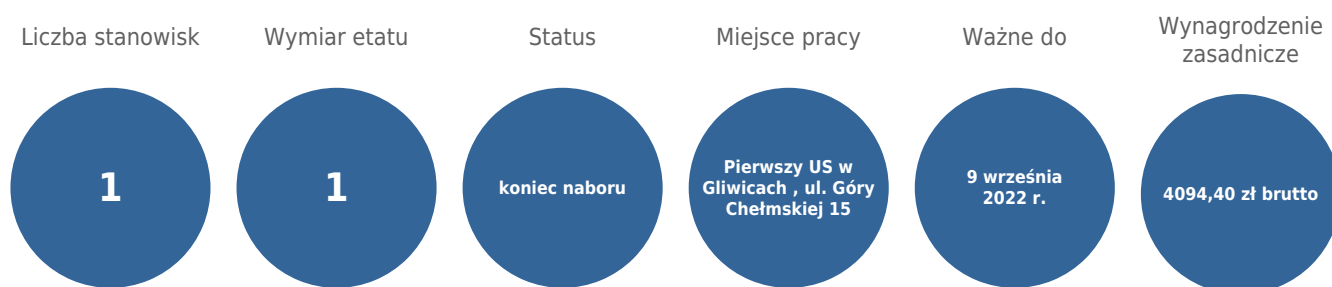 Liczba stanowisk
1
Wymiar etatu
1
Status
koniec naboru
Miejsce pracy
Pierwszy US w
Gliwicach , ul. Góry
Chełmskiej 15
Ważne do
9 września
2022 r.
Wynagrodzenie
zasadnicze
4094,40 zł brutto